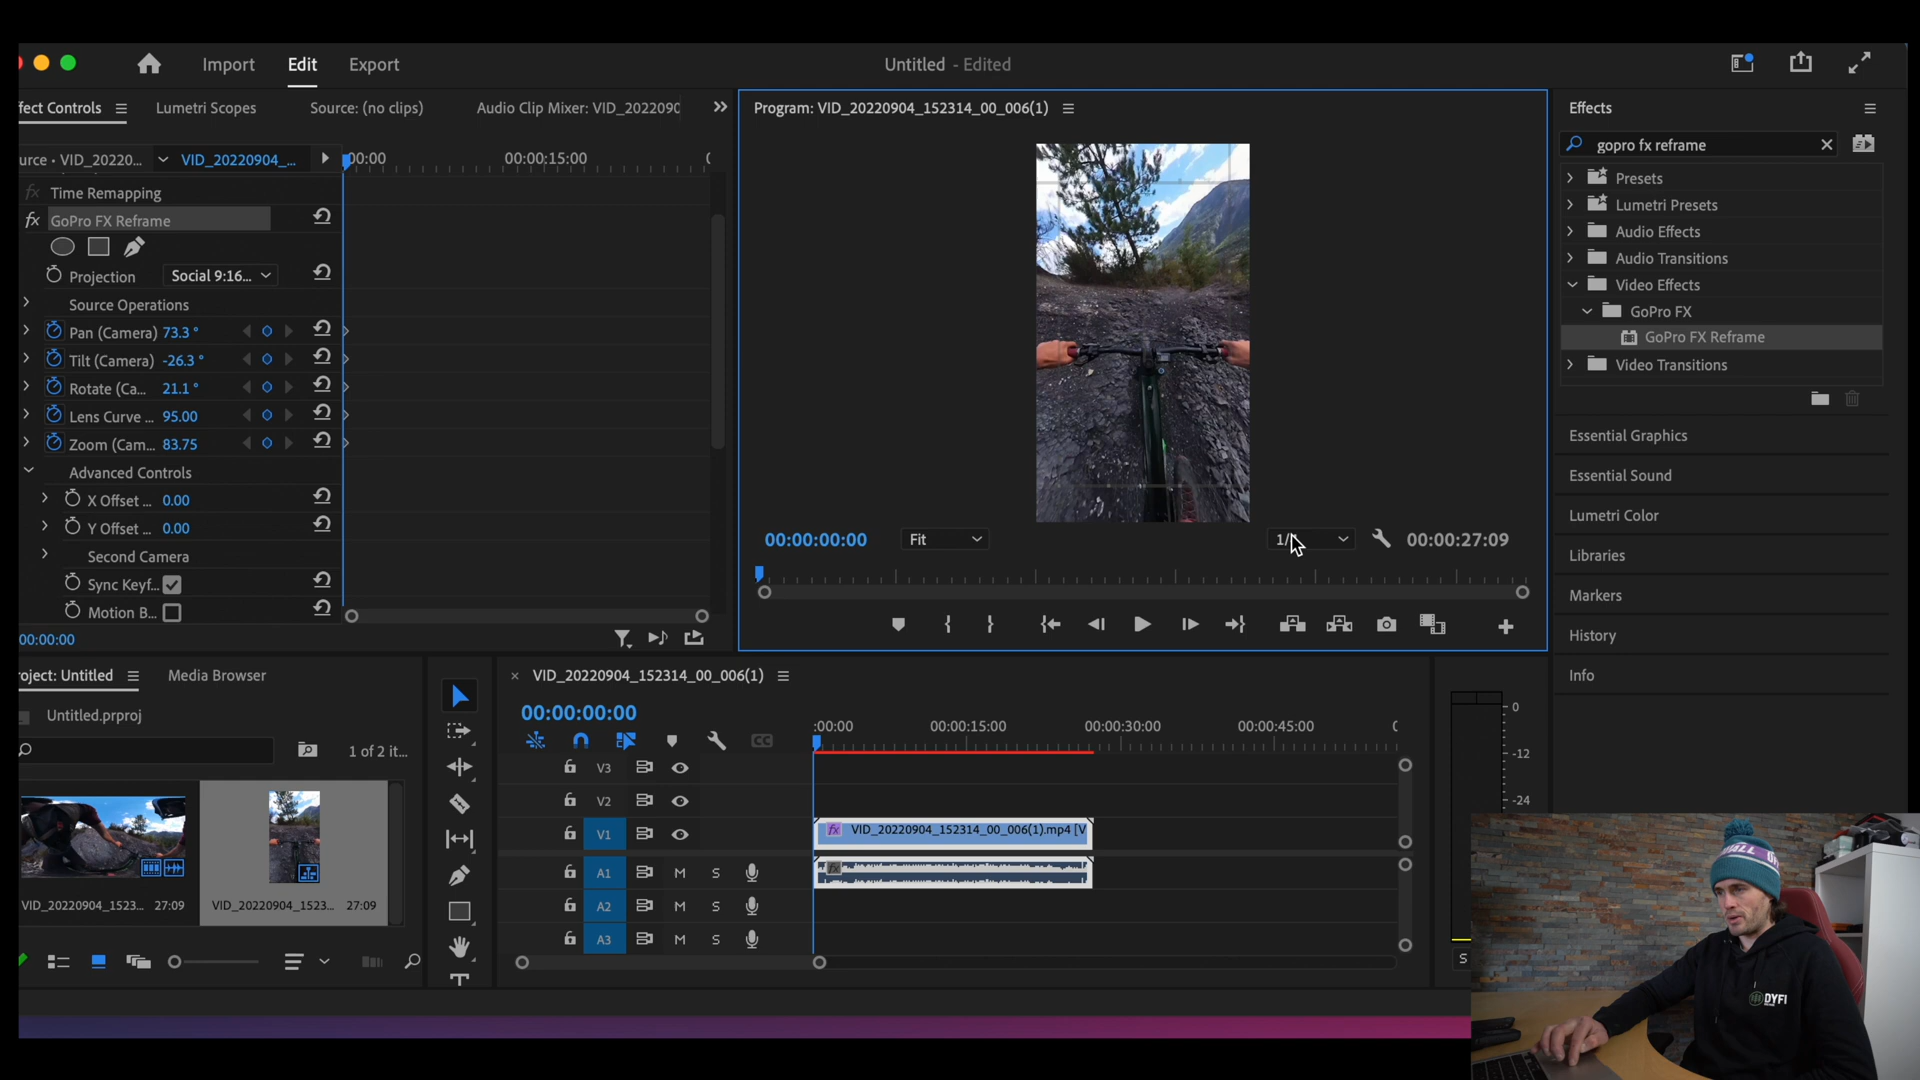 Import
Edit
Export
Untitled - Edited
fect Controls
Lumetri Scopes
Source: (no clips)
Audio Clip Mixer: VID_2022090
Program: VID_20220904_152314_00_006(1)
Effects
urce • VID_20220...
VID_20220904_...
00:00
00:00:15:00
gopro fx reframe
Time Remapping
GoPro FX Reframe
Projection
Social 9:16...
Source Operations
Pan (Camera) 73.3 °
Tilt (Camera) -26.3 °
Rotate (Ca... 21.1 °
Lens Curve ... 95.00
Zoom (Cam... 83.75
Advanced Controls
X Offset ... 0.00
Y Offset ... 0.00
Second Camera
Sync Keyf...
Motion B...
00:00:00
00:00:00:00
Fit
00:00:27:09
Presets
Lumetri Presets
Audio Effects
Audio Transitions
Video Effects
GoPro FX
GoPro FX Reframe
Video Transitions
Essential Graphics
Essential Sound
Lumetri Color
Libraries
Markers
History
Info
oject: Untitled
Media Browser
Untitled.prproj
1 of 2 it...
VID_20220904_1523... 27:09
VID_20220904_1523... 27:09
VID_20220904_152314_00_006(1)
00:00:00:00
:00:00
00:00:15:00
00:00:30:00
00:00:45:00
V3
V2
V1
VID_20220904_152314_00_006(1).mp4 [V
A1 M S
A2 M S
A3 M S
0
-12
-24
S
DYFI